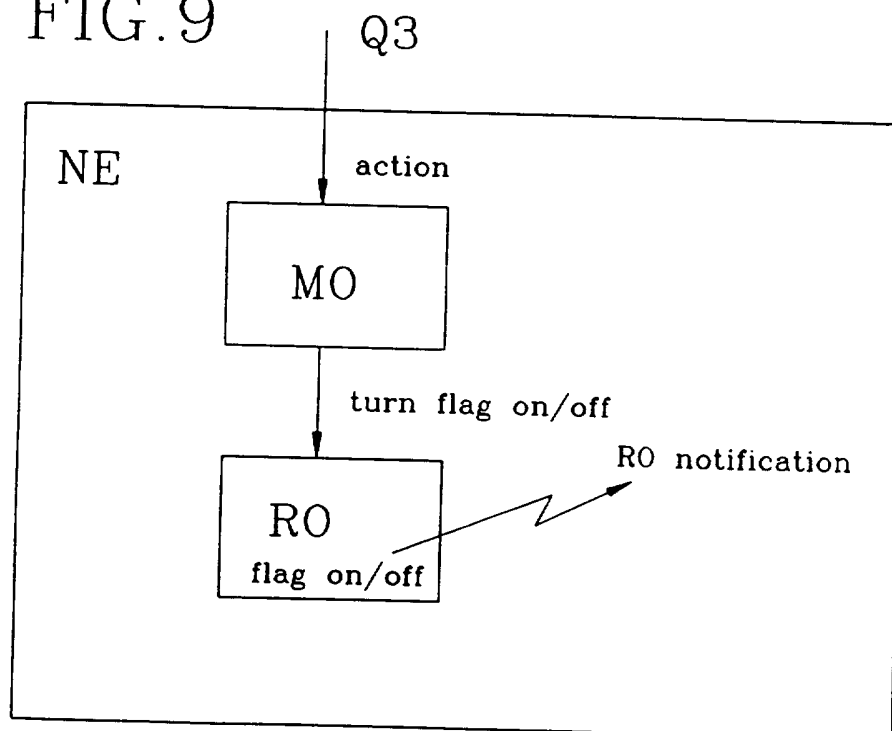 FIG.9
Q3
NE
action
MO
turn flag on/off
RO notification
RO
flag on/off